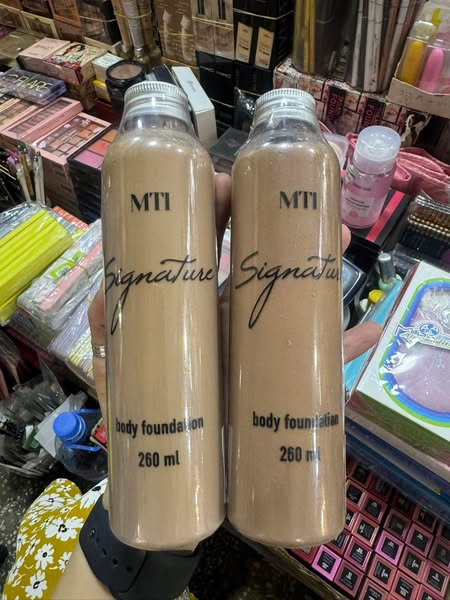 MTI
Signature
body foundation
260 ml
MTI
Signature
body foundation
260 ml